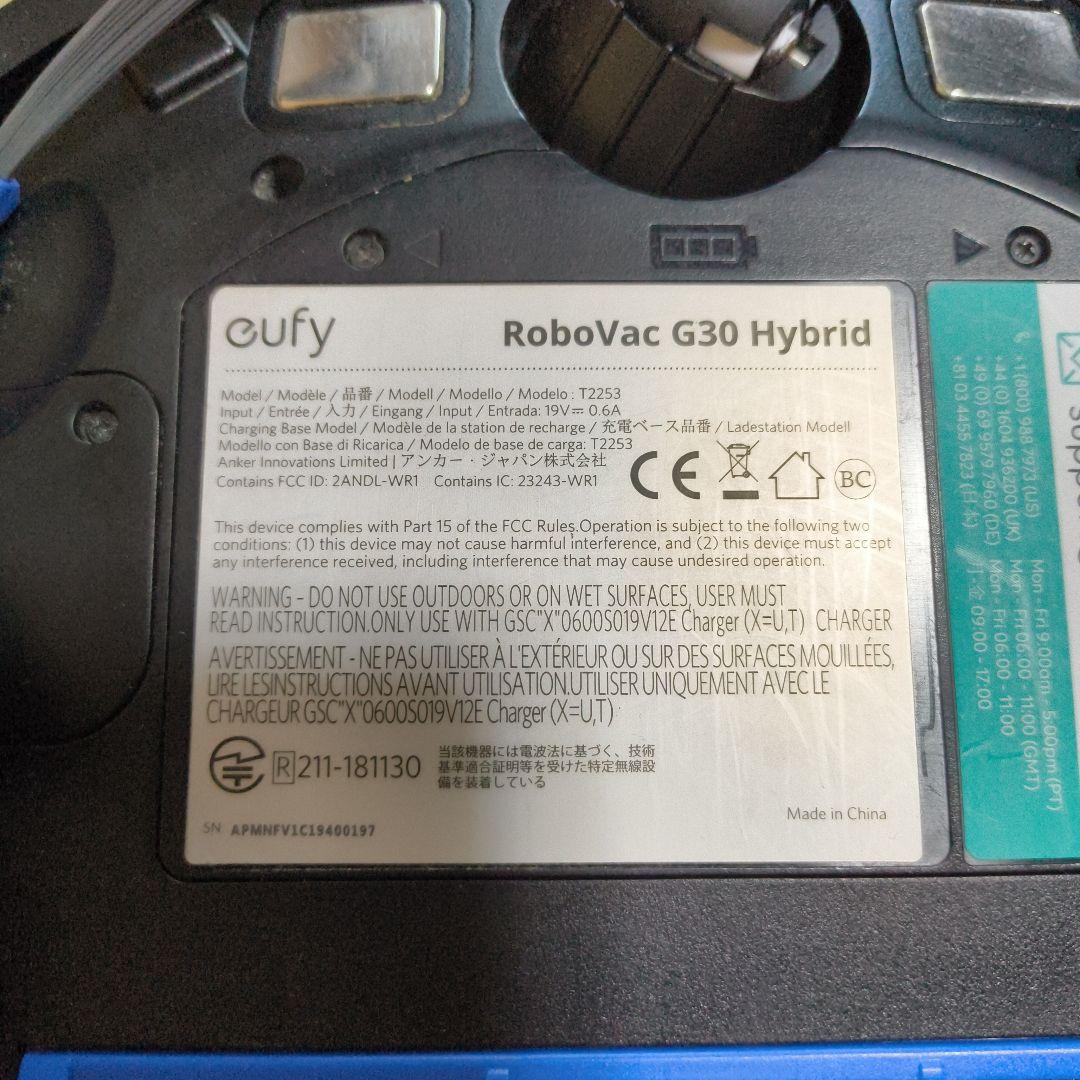 eufy
RoboVac G30 Hybrid
Model / Modèle / 品番 / Modell / Modello / Modelo : T2253
Input / Entrée / 入力 / Eingang / Input / Entrada: 19V⎓ 0.6A
Charging Base Model / Modèle de la station de recharge / 充電ベース品番 / Ladestation Modell
Modello con Base di Ricarica / Modelo de base de carga: T2253
Anker Innovations Limited | アンカー・ジャパン株式会社
Contains FCC ID: 2ANDL-WR1 Contains IC: 23243-WR1
CE
BC
This device complies with Part 15 of the FCC Rules,Operation is subject to the following two
conditions: (1) this device may not cause harmful interference, and (2) this device must accept
any interference received, including interference that may cause undesired operation.
WARNING – DO NOT USE OUTDOORS OR ON WET SURFACES, USER MUST
READ INSTRUCTION.ONLY USE WITH GSC"X"0600S019V12E Charger (X=U,T) CHARGER
AVERTISSEMENT - NE PAS UTILISER À L'EXTÉRIEUR OU SUR DES SURFACES MOUILLÉES,
LIRE LESINSTRUCTIONS AVANT UTILISATION.UTILISER UNIQUEMENT AVEC LE
CHARGEUR GSC"X"0600S019V12E Charger (X=U,T)
R 211-181130
当該機器には電波法に基づく、技術
基準適合証明等を受けた特定無線設
備を装着している
Made in China
SN APMNFV1C19400197
+1(800) 988 7973 (US) Mon - Fri 9:00am - 5:00pm (PT)
+44 (0) 1604 936200 (UK) Mon - Fri 06:00 - 11:00 (GMT)
+49 (0) 69 9579 7960 (DE) Mon - Fri 06:00 - 11:00
+81 03 4455 7823 (日本) 月-金 09:00 - 17:00